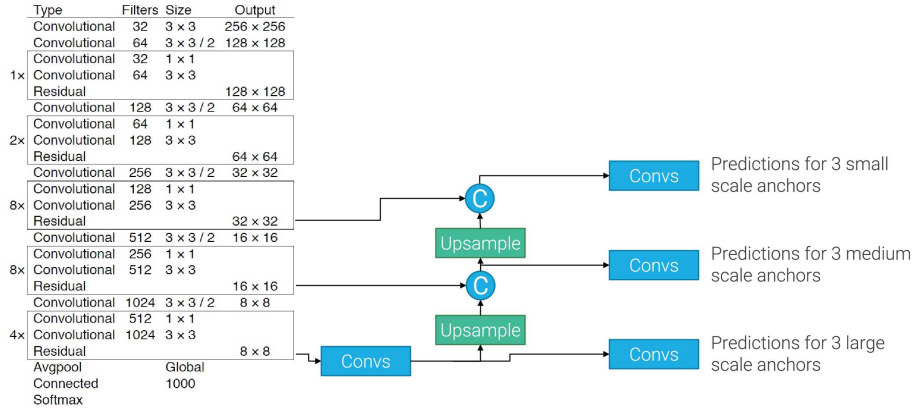 Type Filters Size Output
Convolutional 32 3 × 3 256 × 256
Convolutional 64 3 × 3 / 2 128 × 128
Convolutional 32 1 × 1
1× Convolutional 64 3 × 3
Residual 128 × 128
Convolutional 128 3 × 3 / 2 64 × 64
Convolutional 64 1 × 1
2× Convolutional 128 3 × 3
Residual 64 × 64
Convolutional 256 3 × 3 / 2 32 × 32
Convolutional 128 1 × 1
8× Convolutional 256 3 × 3
Residual 32 × 32
Convolutional 512 3 × 3 / 2 16 × 16
Convolutional 256 1 × 1
8× Convolutional 512 3 × 3
Residual 16 × 16
Convolutional 1024 3 × 3 / 2 8 × 8
Convolutional 512 1 × 1
4× Convolutional 1024 3 × 3
Residual 8 × 8
Avgpool Global
Connected 1000
Softmax
Convs
Upsample
C
Upsample
C
Convs
Predictions for 3 small
scale anchors
Convs
Predictions for 3 medium
scale anchors
Convs
Predictions for 3 large
scale anchors